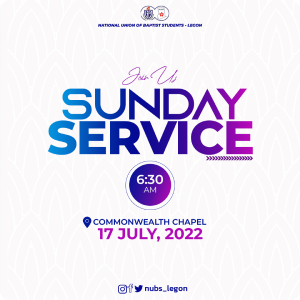 NATIONAL UNION OF BAPTIST STUDENTS - LEGON
Join Us
SUNDAY
SERVICE
6:30
AM
COMMONWEALTH CHAPEL
17 JULY, 2022
nubs_legon